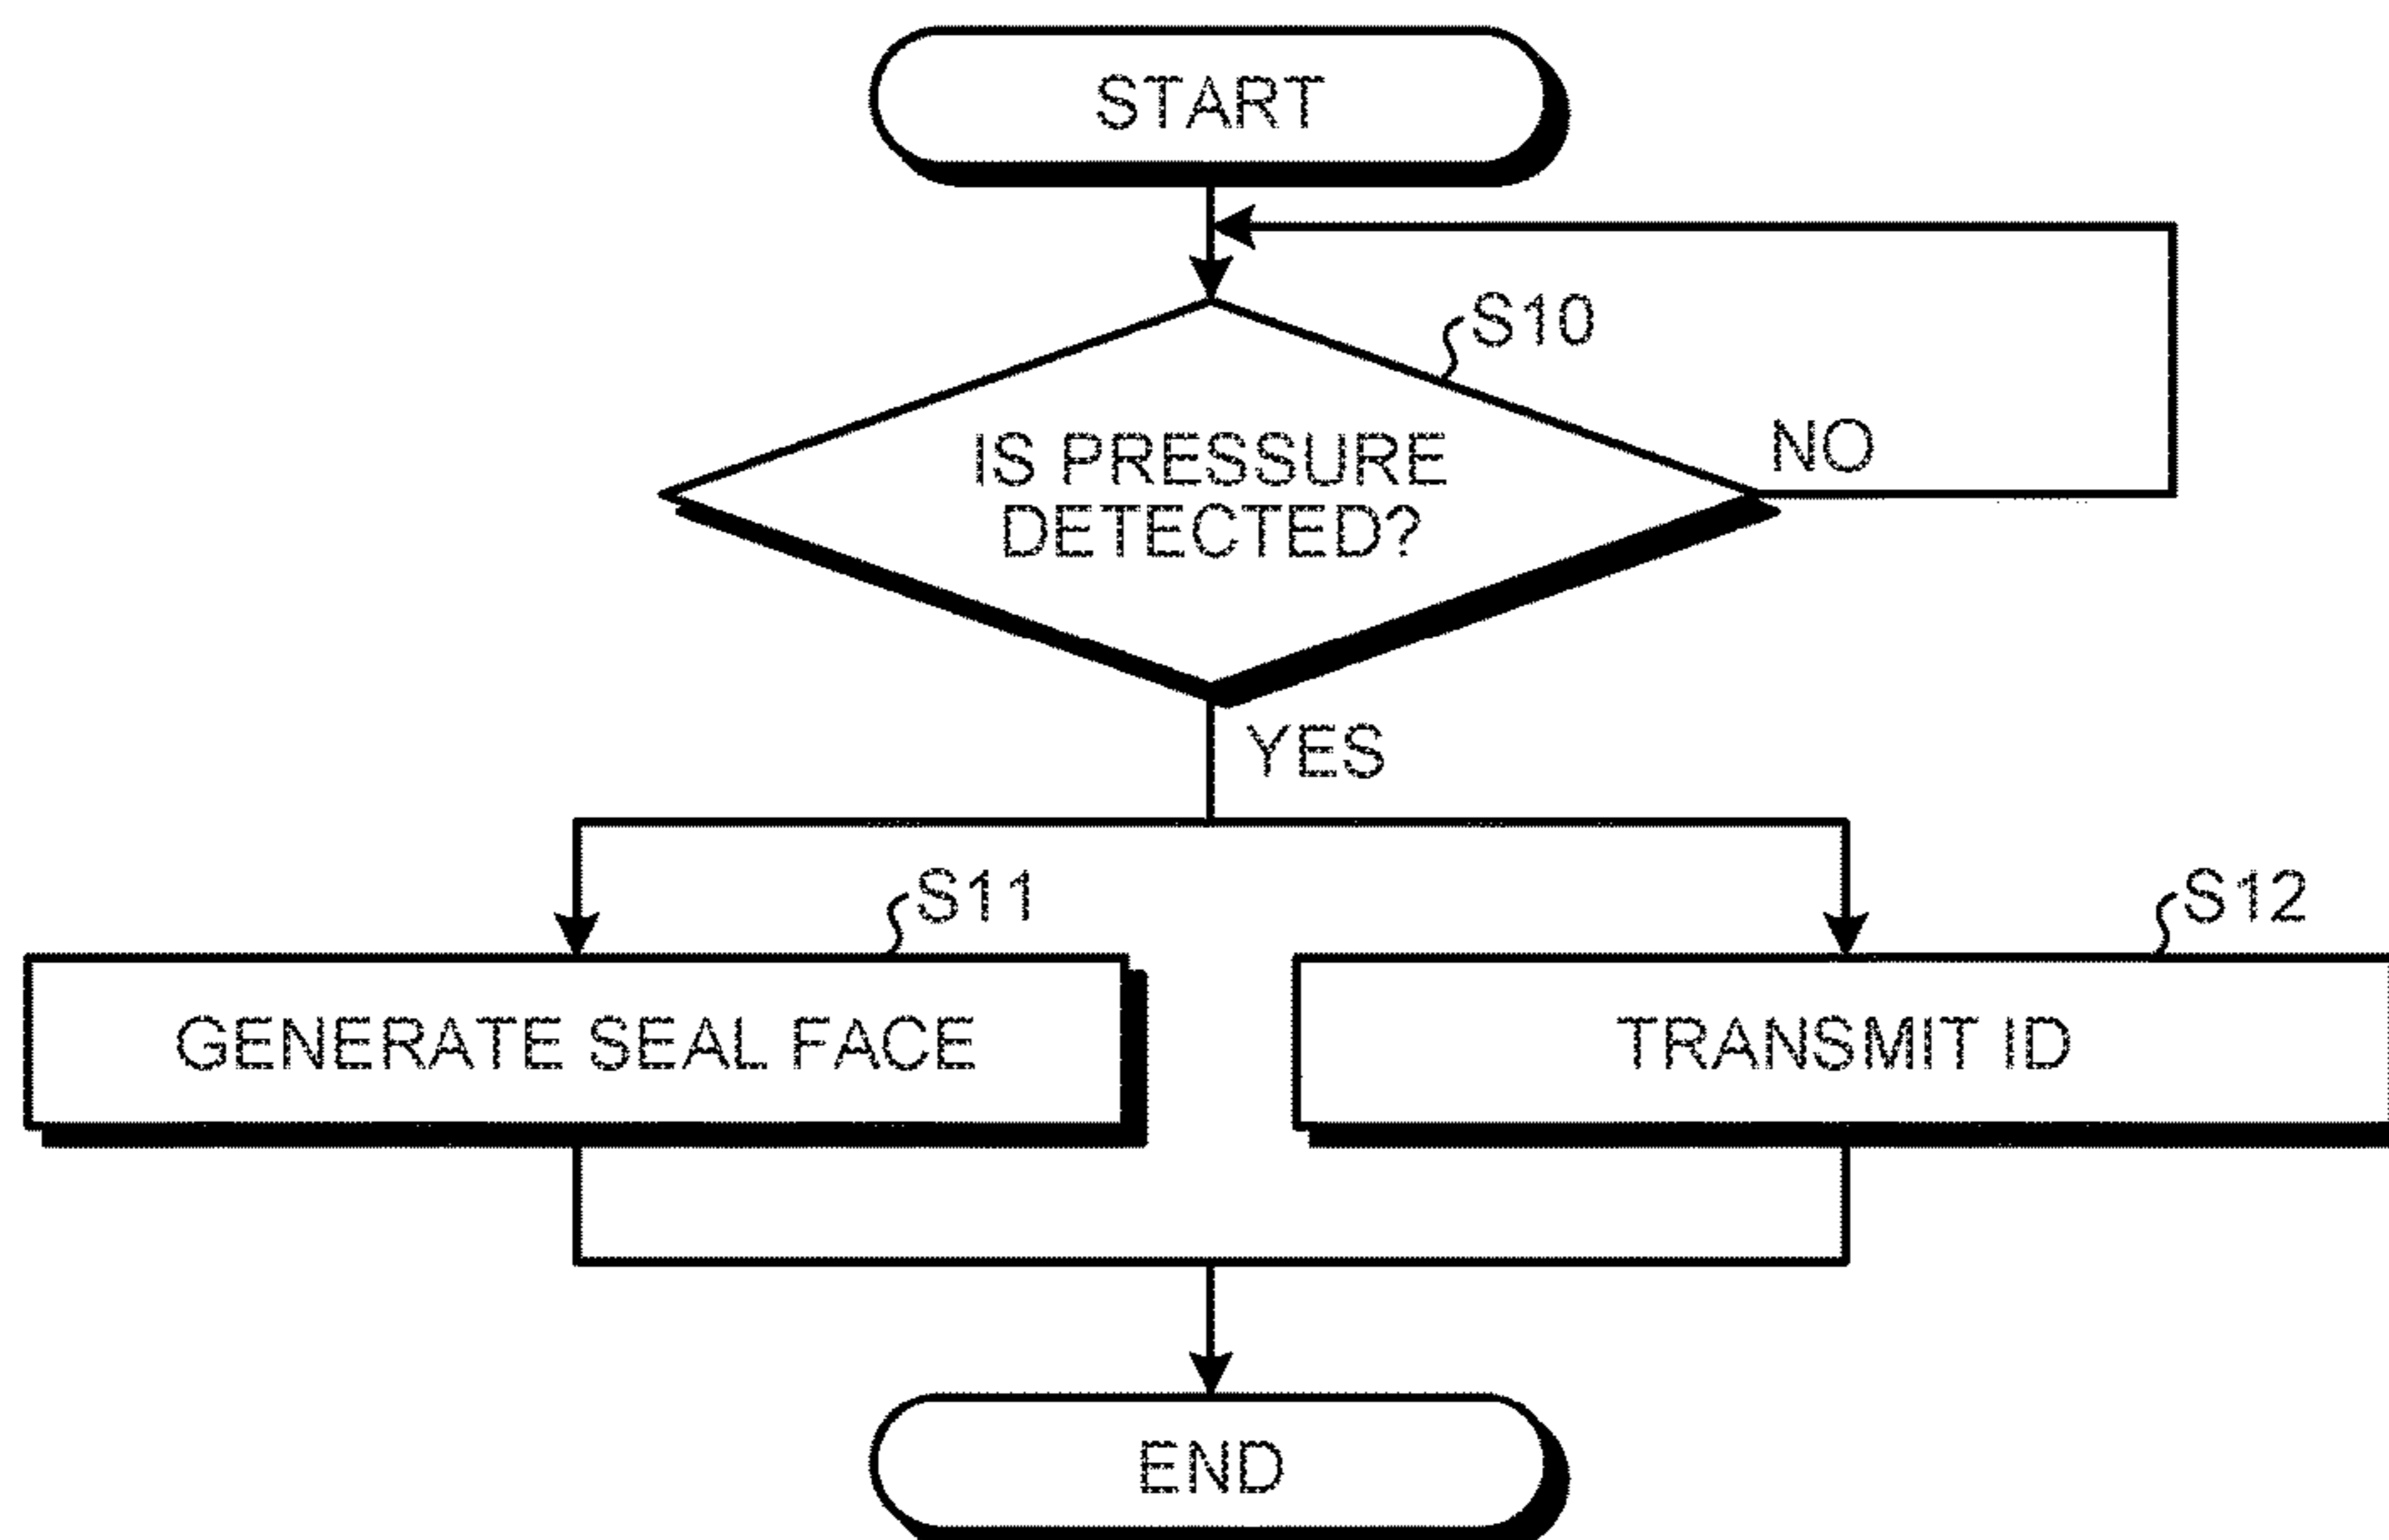 START
S10
IS PRESSURE
DETECTED?
NO
YES
S11
S12
GENERATE SEAL FACE
TRANSMIT ID
END